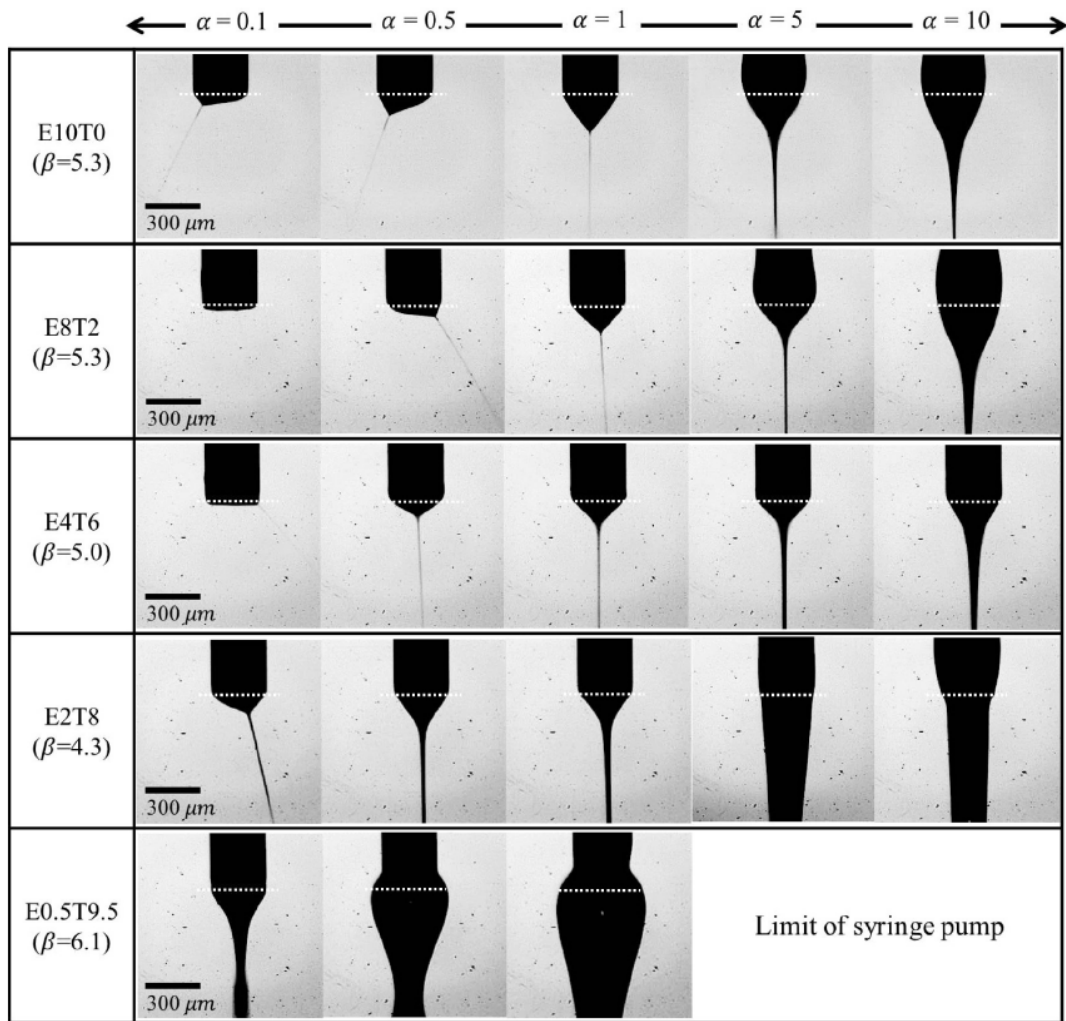 α = 0.1 α = 0.5 α = 1 α = 5 α = 10
E10T0
(β=5.3)
300 μm
E8T2
(β=5.3)
300 μm
E4T6
(β=5.0)
300 μm
E2T8
(β=4.3)
300 μm
E0.5T9.5
(β=6.1)
Limit of syringe pump
300 μm